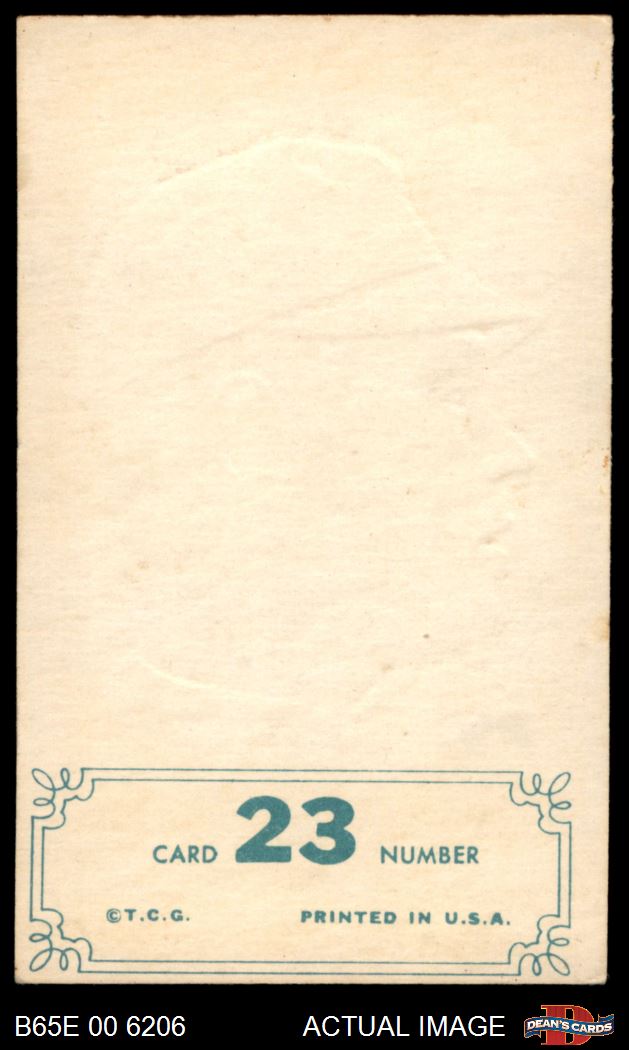 CARD 23 NUMBER
©T.C.G. PRINTED IN U.S.A.
B65E 00 6206 ACTUAL IMAGE DEAN'S CARDS